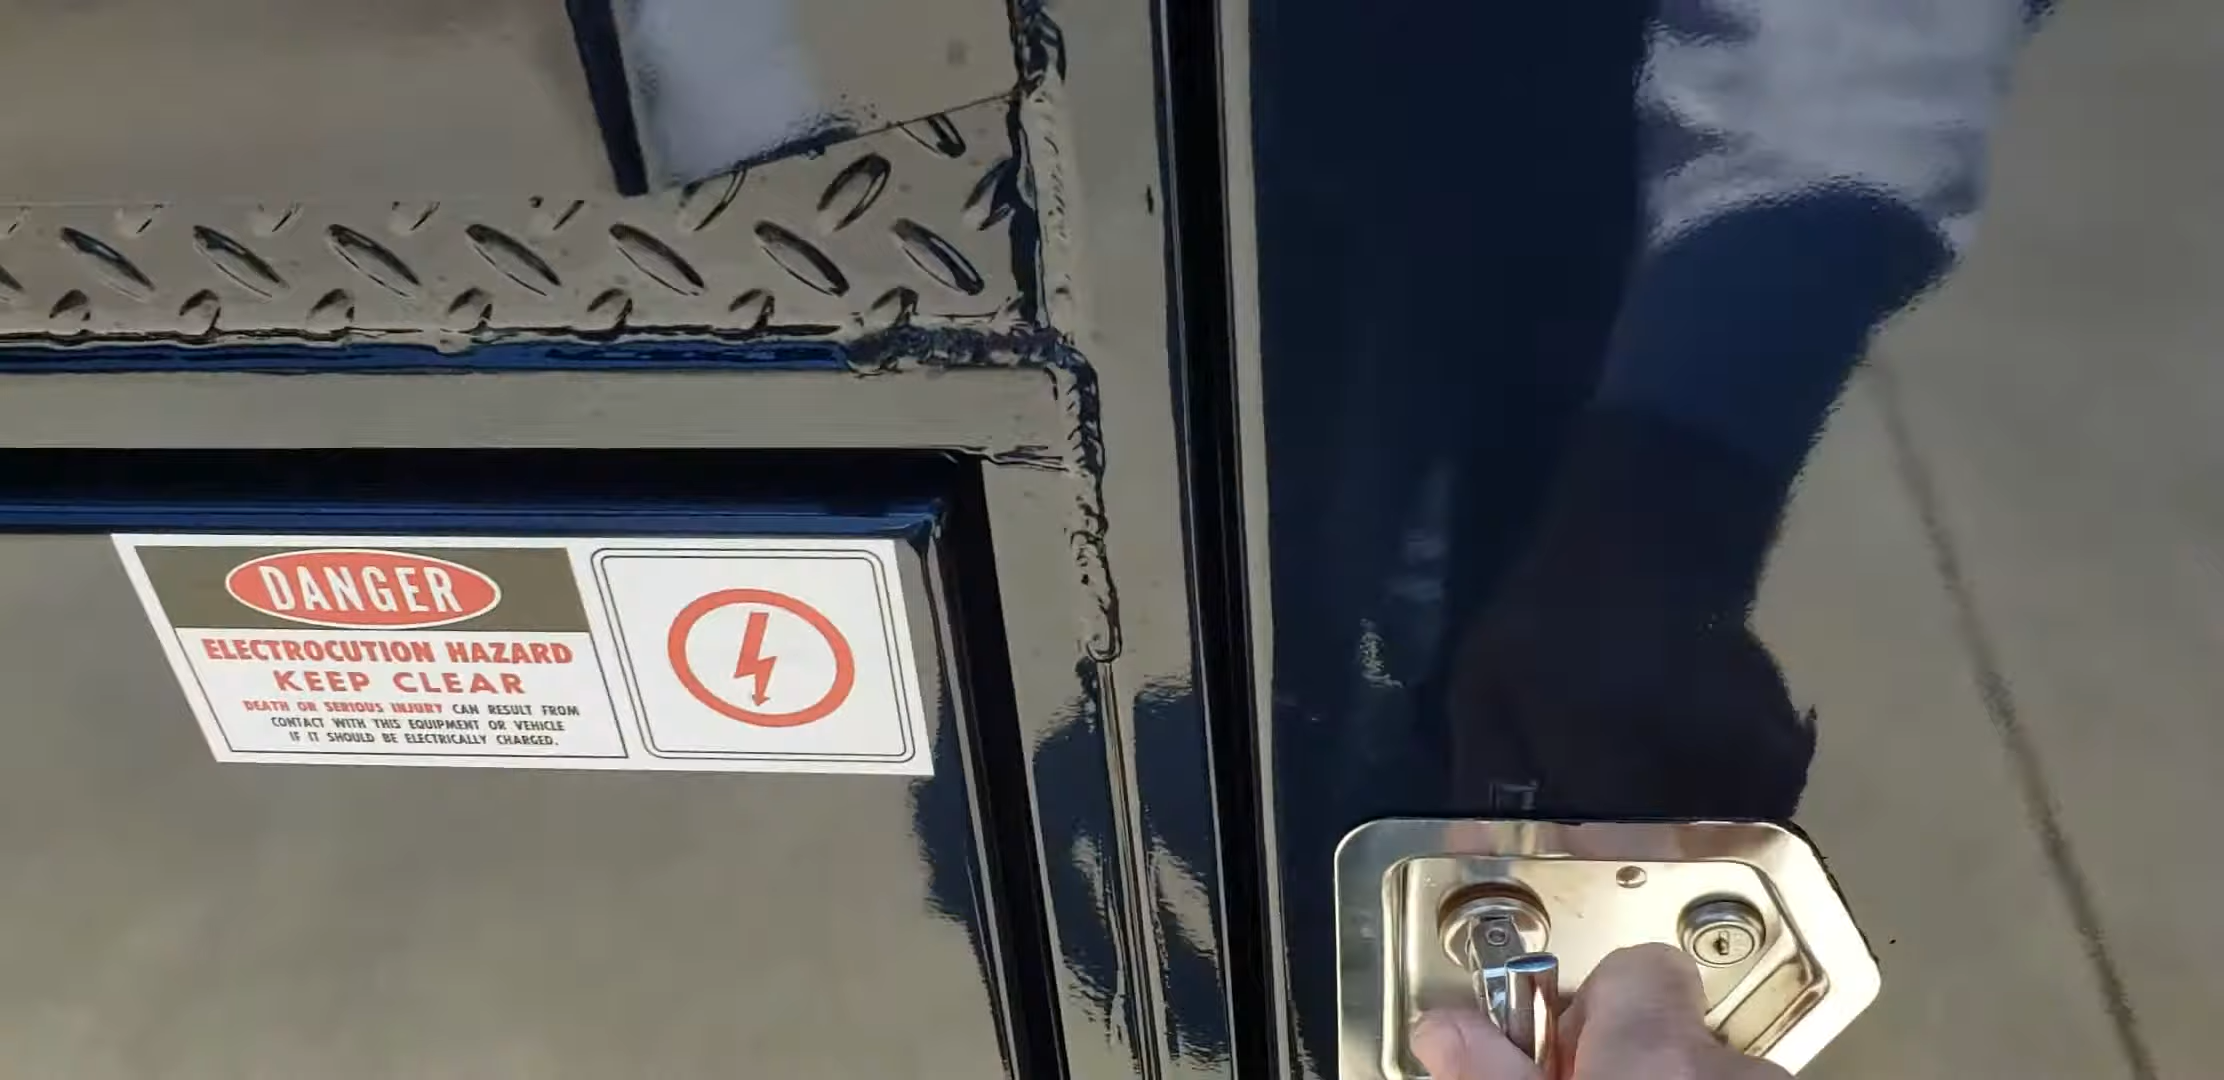 DANGER
ELECTROCUTION HAZARD
KEEP CLEAR
DEATH OR SERIOUS INJURY CAN RESULT FROM
CONTACT WITH THIS EQUIPMENT OR VEHICLE
IF IT SHOULD BE ELECTRICALLY CHARGED.